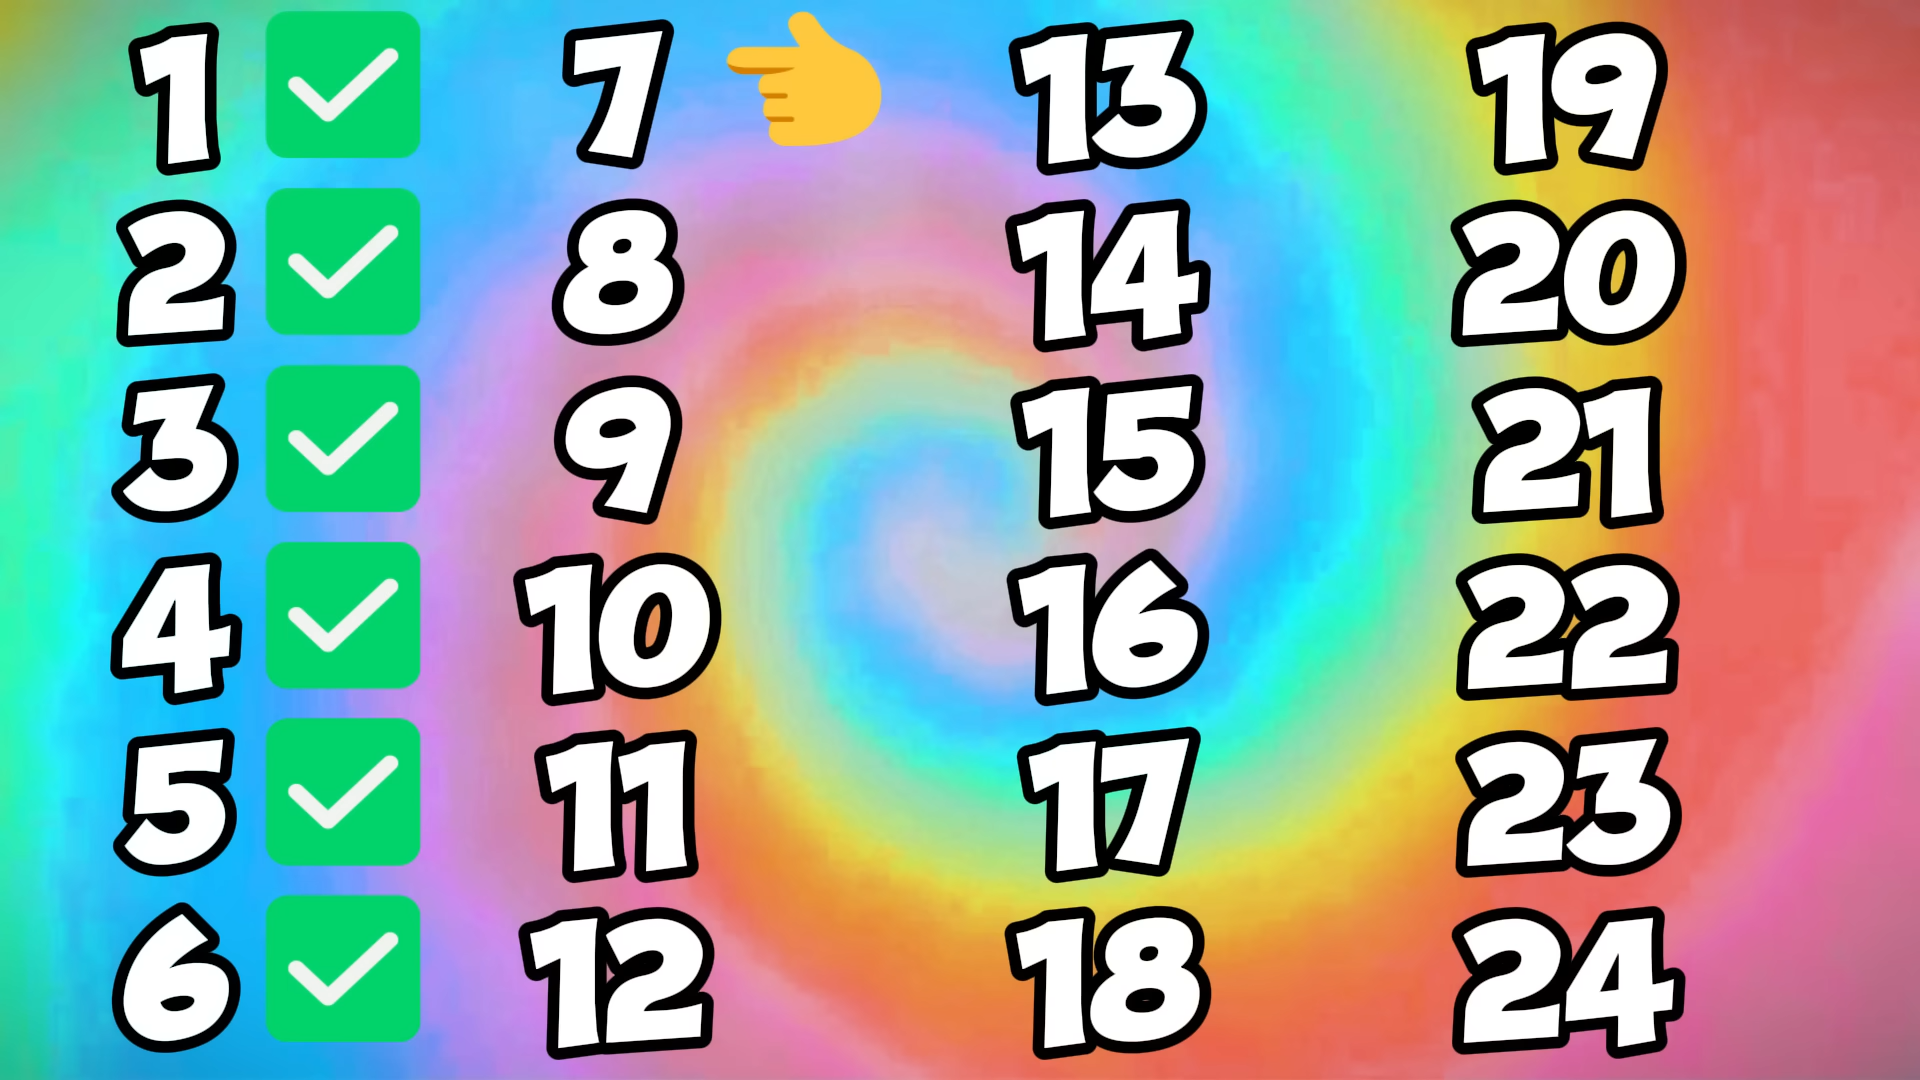 1 ✅ 7 👈 13 19
2 ✅ 8 14 20
3 ✅ 9 15 21
4 ✅ 10 16 22
5 ✅ 11 17 23
6 ✅ 12 18 24